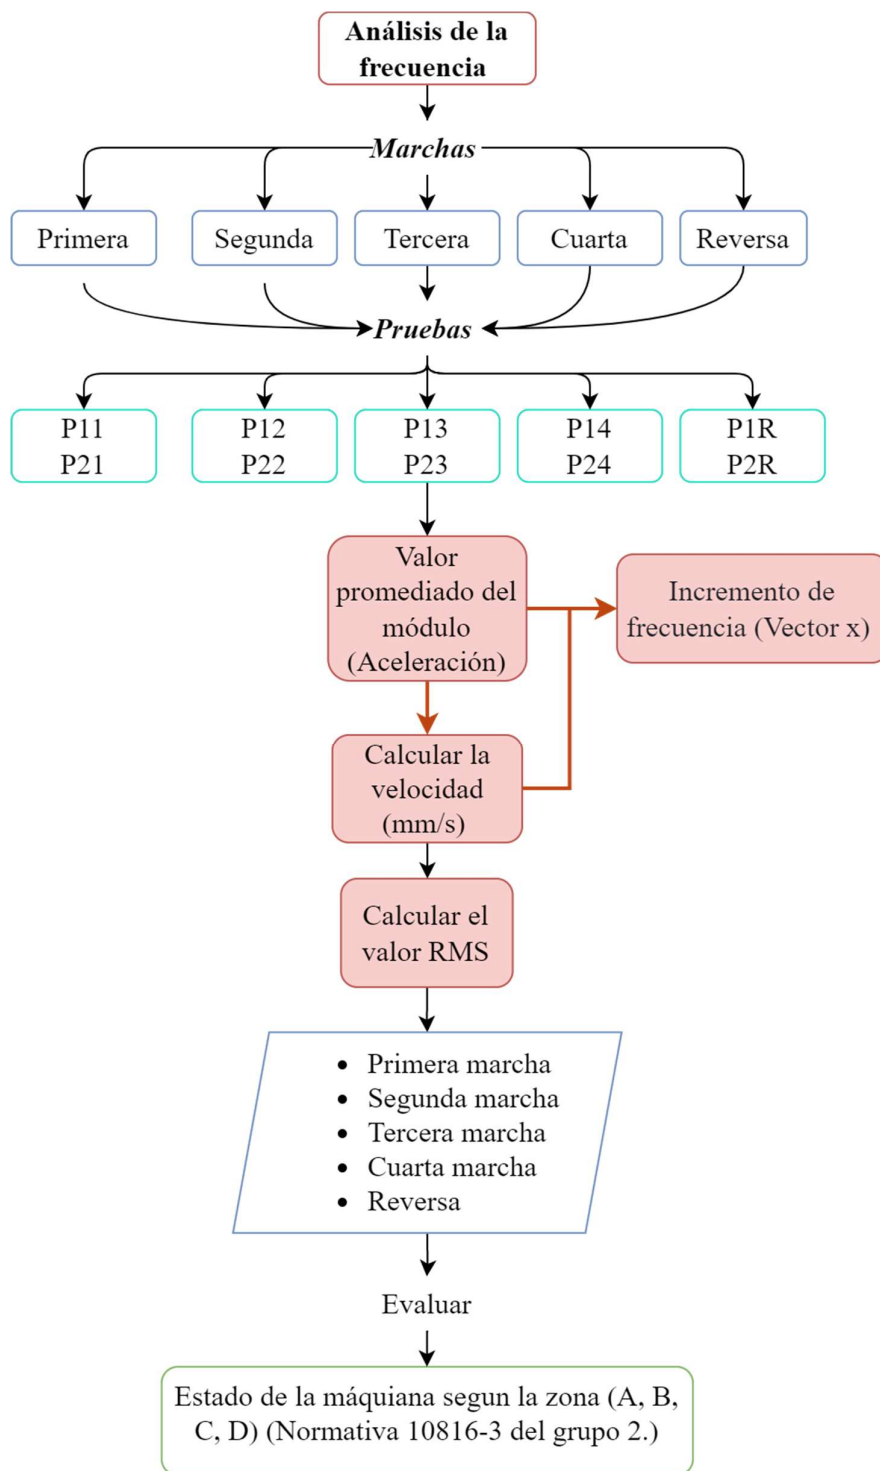 Análisis de la
frecuencia
Marchas
Primera
Segunda
Tercera
Cuarta
Reversa
Pruebas
P11
P21
P12
P22
P13
P23
P14
P24
P1R
P2R
Valor
promediado del
módulo
(Aceleración)
Incremento de
frecuencia (Vector x)
Calcular la
velocidad
(mm/s)
Calcular el
valor RMS
• Primera marcha
• Segunda marcha
• Tercera marcha
• Cuarta marcha
• Reversa
Evaluar
Estado de la máquiana segun la zona (A, B,
C, D) (Normativa 10816-3 del grupo 2.)